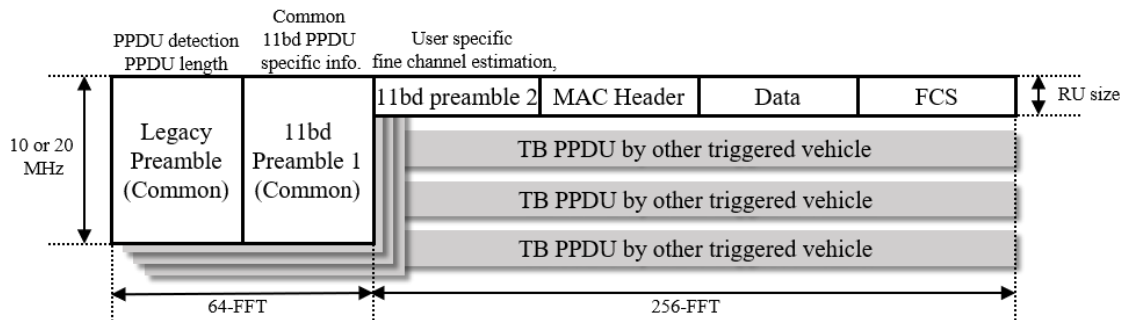 Common
PPDU detection
11bd PPDU
User specific
PPDU length
specific info.
fine channel estimation,
11bd preamble 2
MAC Header
Data
FCS
RU size
10 or 20
MHz
Legacy
Preamble
(Common)
11bd
Preamble 1
(Common)
TB PPDU by other triggered vehicle
TB PPDU by other triggered vehicle
TB PPDU by other triggered vehicle
64-FFT
256-FFT